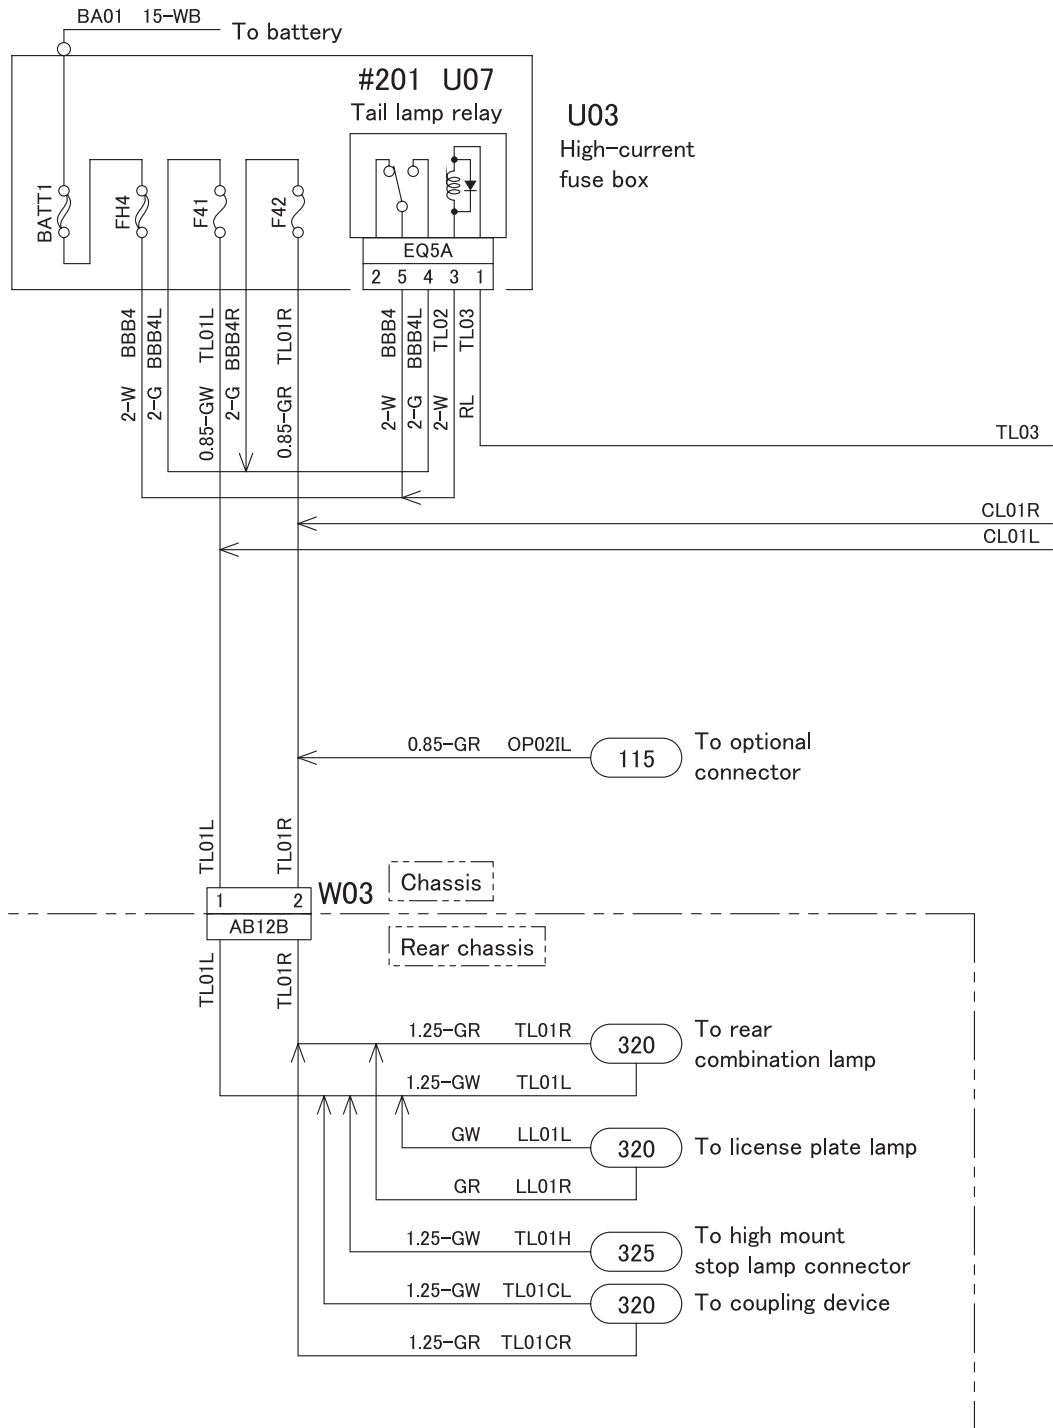 BA01 15-WB
To battery
#201 U07
Tail lamp relay
U03
High-current
fuse box
BATT1
FH4
F41
F42
EQ5A
2 5 4 3 1
2-W BBB4
2-G BBB4L
0.85-GW TL01L
2-G BBB4R
0.85-GR TL01R
2-W BBB4
2-G BBB4L
2-W TL02
RL TL03
TL03
CL01R
CL01L
0.85-GR OP02IL
115
To optional
connector
TL01L
TL01R
1 2
W03
AB12B
Chassis
Rear chassis
TL01L
TL01R
1.25-GR TL01R
320
To rear
combination lamp
1.25-GW TL01L
GW LL01L
320
To license plate lamp
GR LL01R
1.25-GW TL01H
325
To high mount
stop lamp connector
1.25-GW TL01CL
320
To coupling device
1.25-GR TL01CR